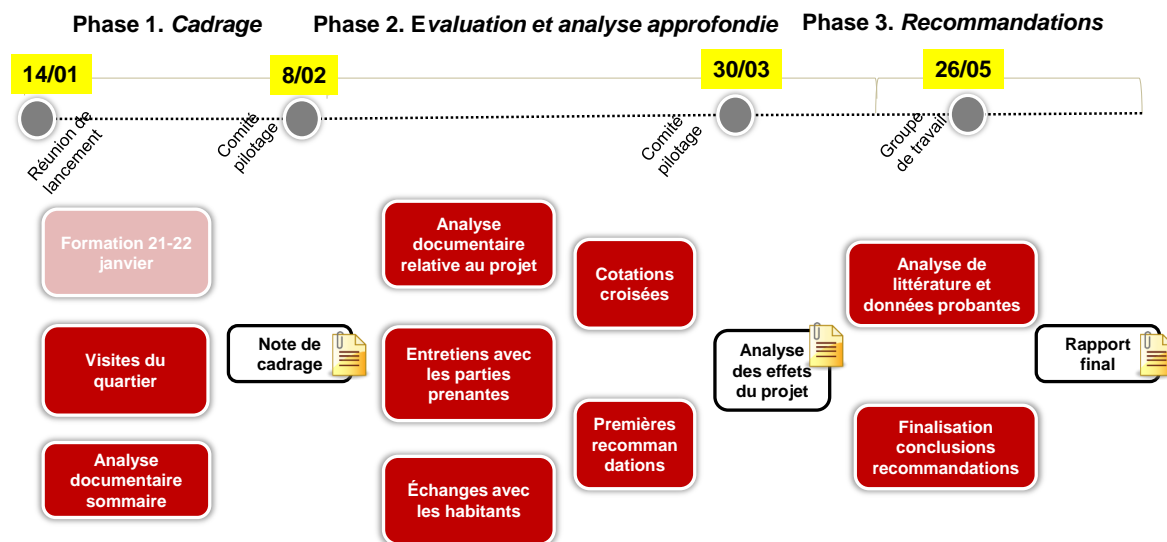 Phase 1. Cadrage
Phase 2. Evaluation et analyse approfondie
Phase 3. Recommandations
14/01
8/02
30/03
26/05
Réunion de
lancement
Comité
pilotage
Comité
pilotage
Groupe
de travail
Formation 21-22
janvier
Visites du
quartier
Analyse
documentaire
sommaire
Note de
cadrage
Analyse
documentaire
relative au projet
Entretiens avec
les parties
prenantes
Échanges avec
les habitants
Cotations
croisées
Premières
recomman
dations
Analyse
des effets
du projet
Analyse de
littérature et
données probantes
Finalisation
conclusions
recommandations
Rapport
final